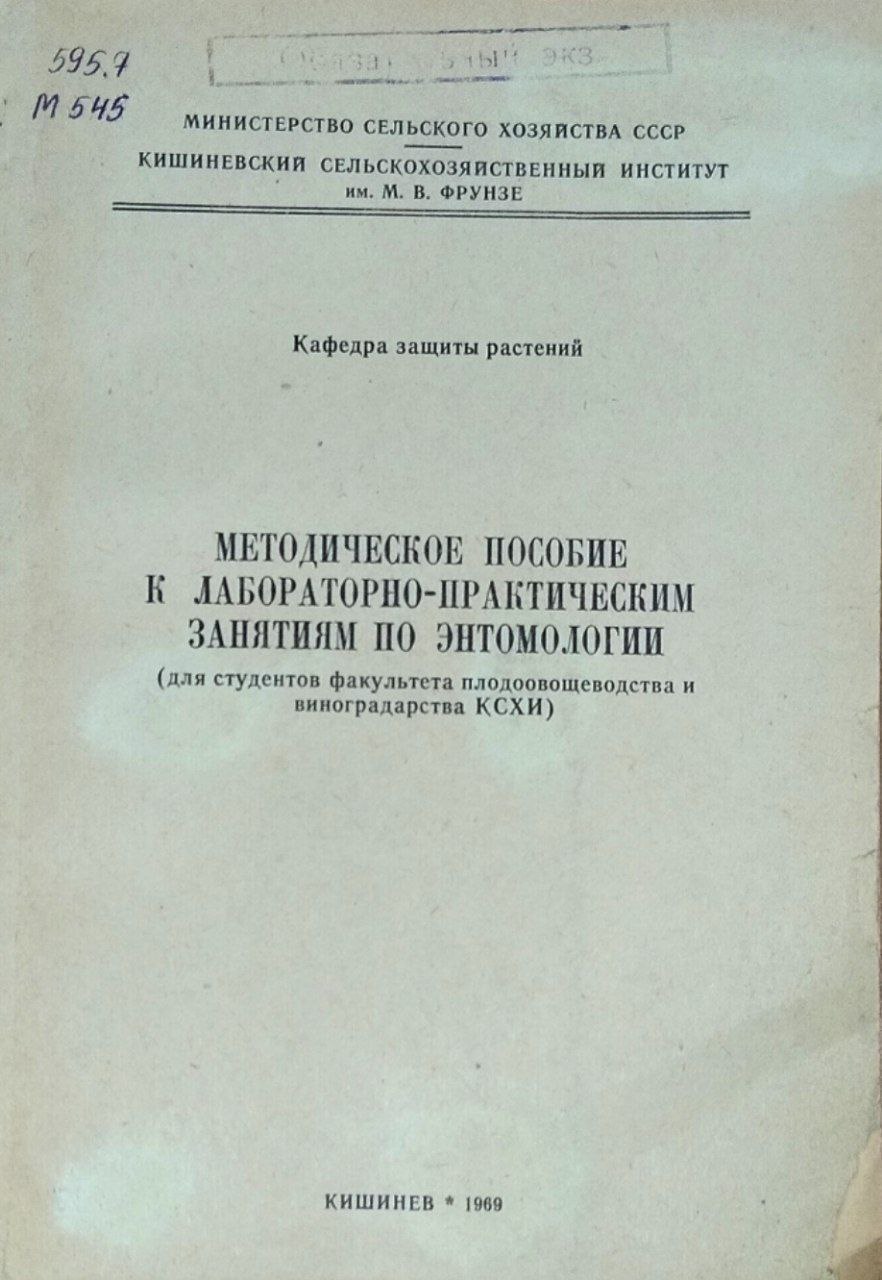 595.7
М 545
ЭКЗ
МИНИСТЕРСТВО СЕЛЬСКОГО ХОЗЯЙСТВА СССР
КИШИНЕВСКИЙ СЕЛЬСКОХОЗЯЙСТВЕННЫЙ ИНСТИТУТ
им. М. В. ФРУНЗЕ
Кафедра защиты растений
МЕТОДИЧЕСКОЕ ПОСОБИЕ
К ЛАБОРАТОРНО-ПРАКТИЧЕСКИМ
ЗАНЯТИЯМ ПО ЭНТОМОЛОГИИ
(для студентов факультета плодоовощеводства и
виноградарства КСХИ)
КИШИНЕВ * 1969